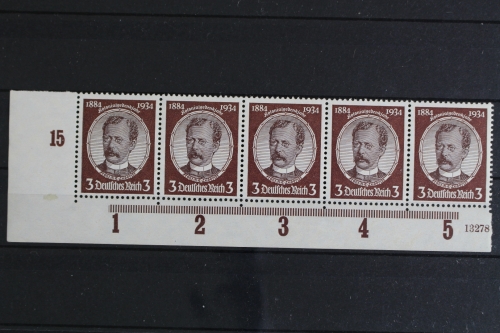 1884 1934 1884 1934 1884 1934 1884 1934 1884 1934
15
3 Deutsches Reich 3 3 Deutsches Reich 3 3 Deutsches Reich 3 3 Deutsches Reich 3 3 Deutsches Reich 3
1 2 3 4 5
13278